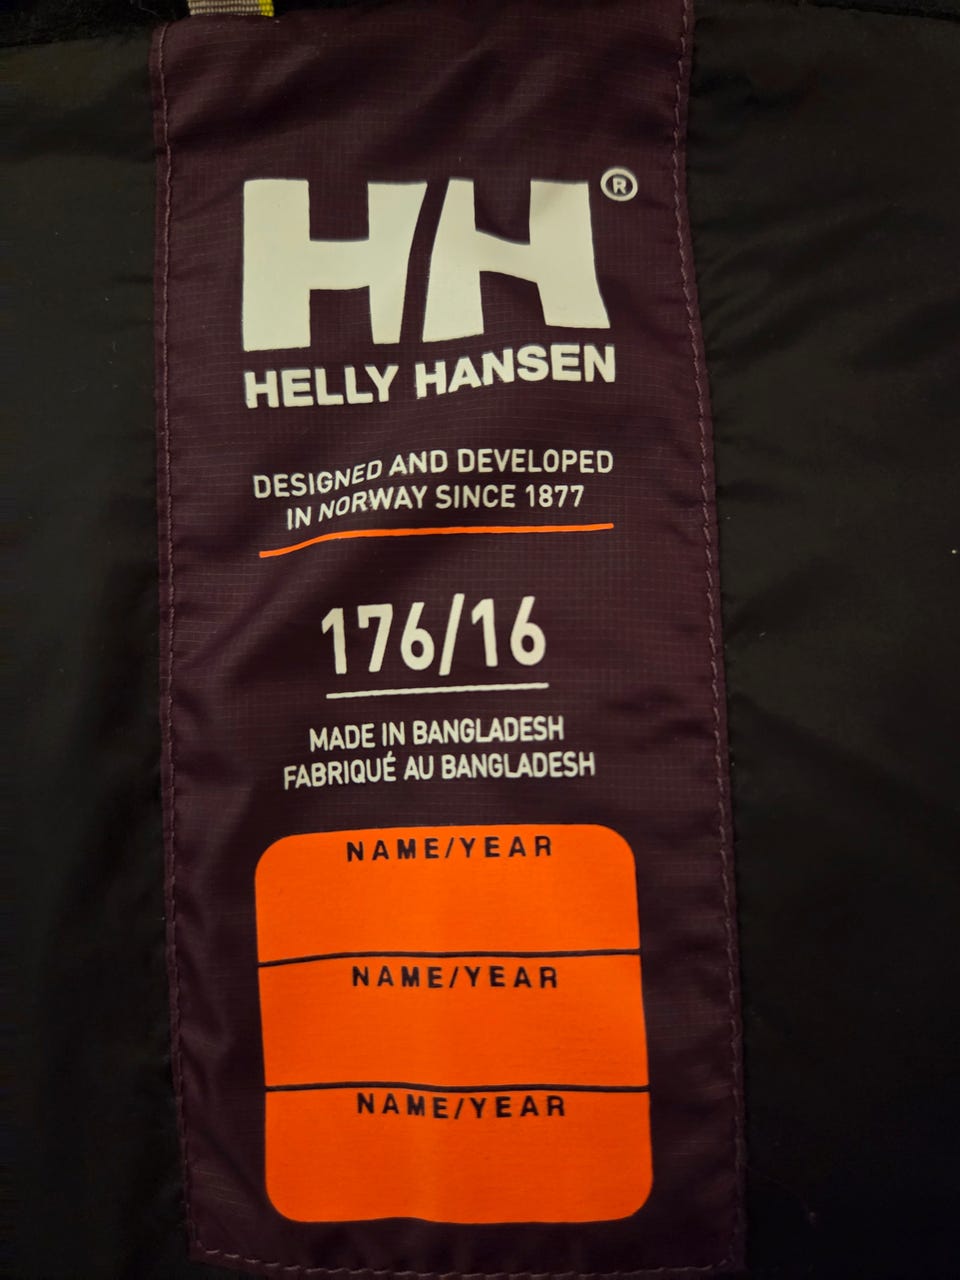 HH®
HELLY HANSEN
DESIGNED AND DEVELOPED
IN NORWAY SINCE 1877
176/16
MADE IN BANGLADESH
FABRIQUÉ AU BANGLADESH
NAME/YEAR
NAME/YEAR
NAME/YEAR